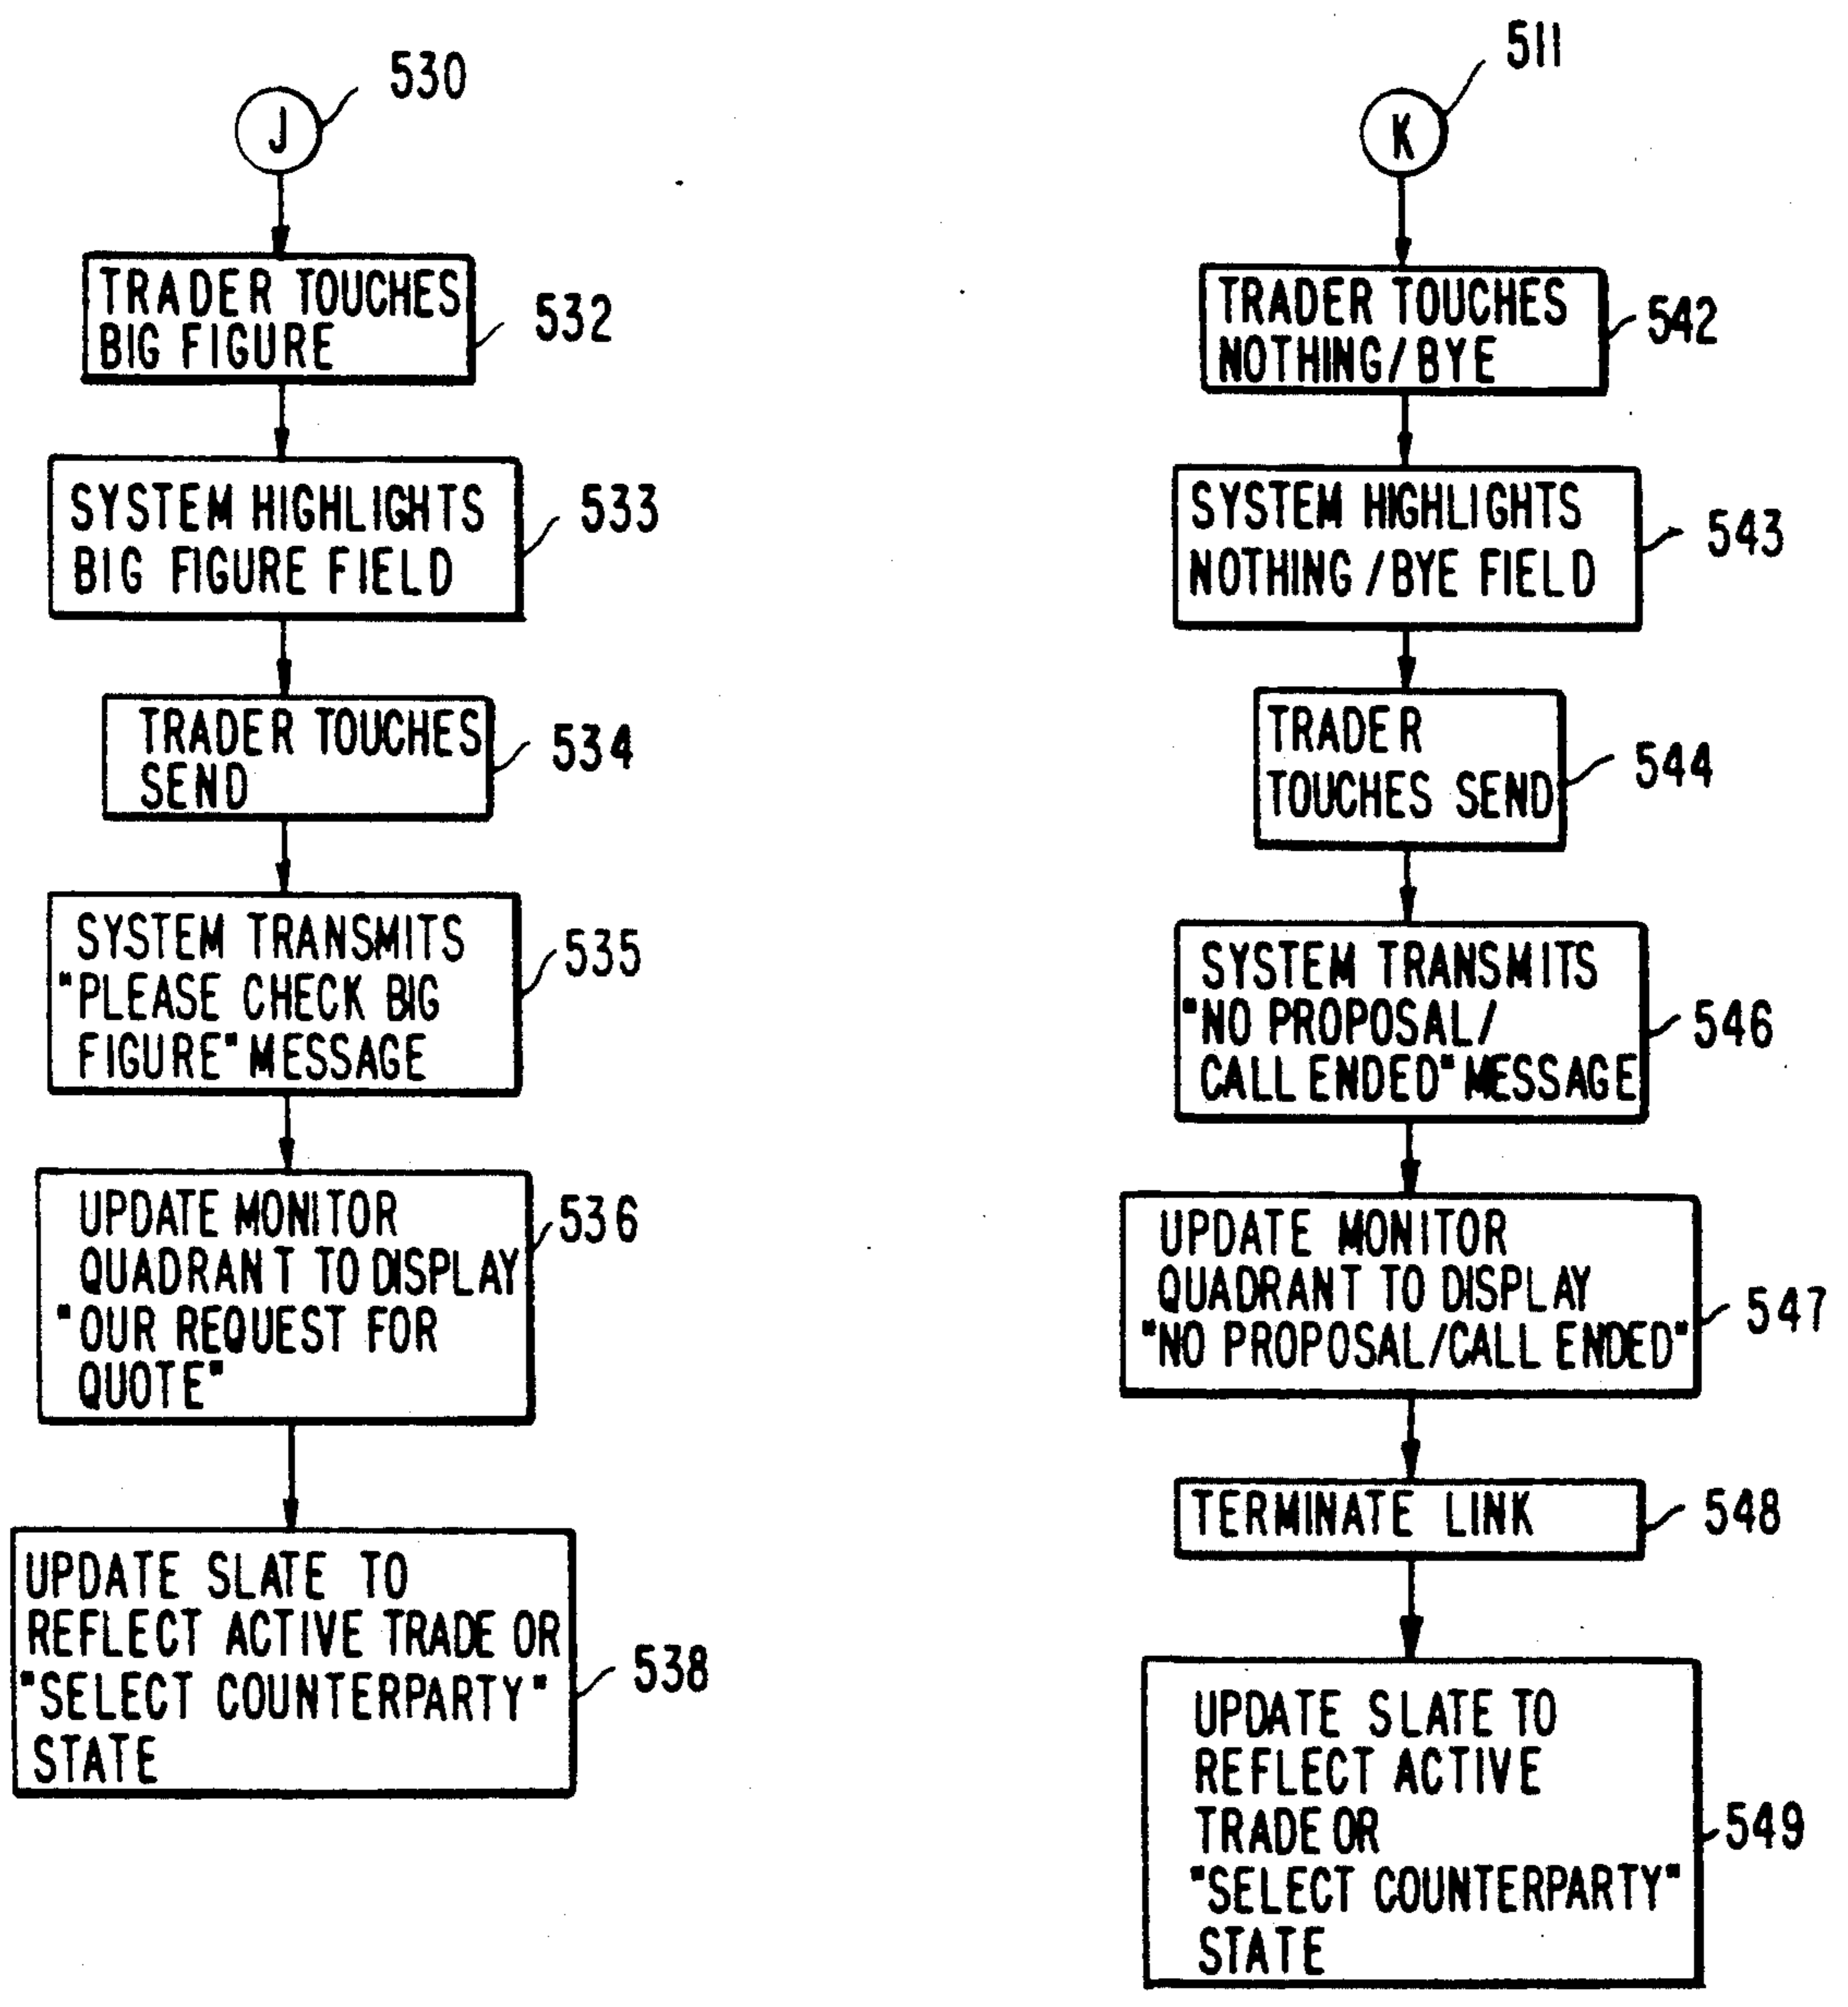 530
J
TRADER TOUCHES
BIG FIGURE
532
SYSTEM HIGHLIGHTS
BIG FIGURE FIELD
533
TRADER TOUCHES
SEND
534
SYSTEM TRANSMITS
"PLEASE CHECK BIG
FIGURE" MESSAGE
535
UPDATE MONITOR
QUADRANT TO DISPLAY
"OUR REQUEST FOR
QUOTE"
536
UPDATE SLATE TO
REFLECT ACTIVE TRADE OR
"SELECT COUNTERPARTY"
STATE
538
511
K
TRADER TOUCHES
NOTHING/BYE
542
SYSTEM HIGHLIGHTS
NOTHING/BYE FIELD
543
TRADER
TOUCHES SEND
544
SYSTEM TRANSMITS
"NO PROPOSAL/
CALL ENDED" MESSAGE
546
UPDATE MONITOR
QUADRANT TO DISPLAY
"NO PROPOSAL/CALL ENDED"
547
TERMINATE LINK
548
UPDATE SLATE TO
REFLECT ACTIVE
TRADE OR
"SELECT COUNTERPARTY"
STATE
549